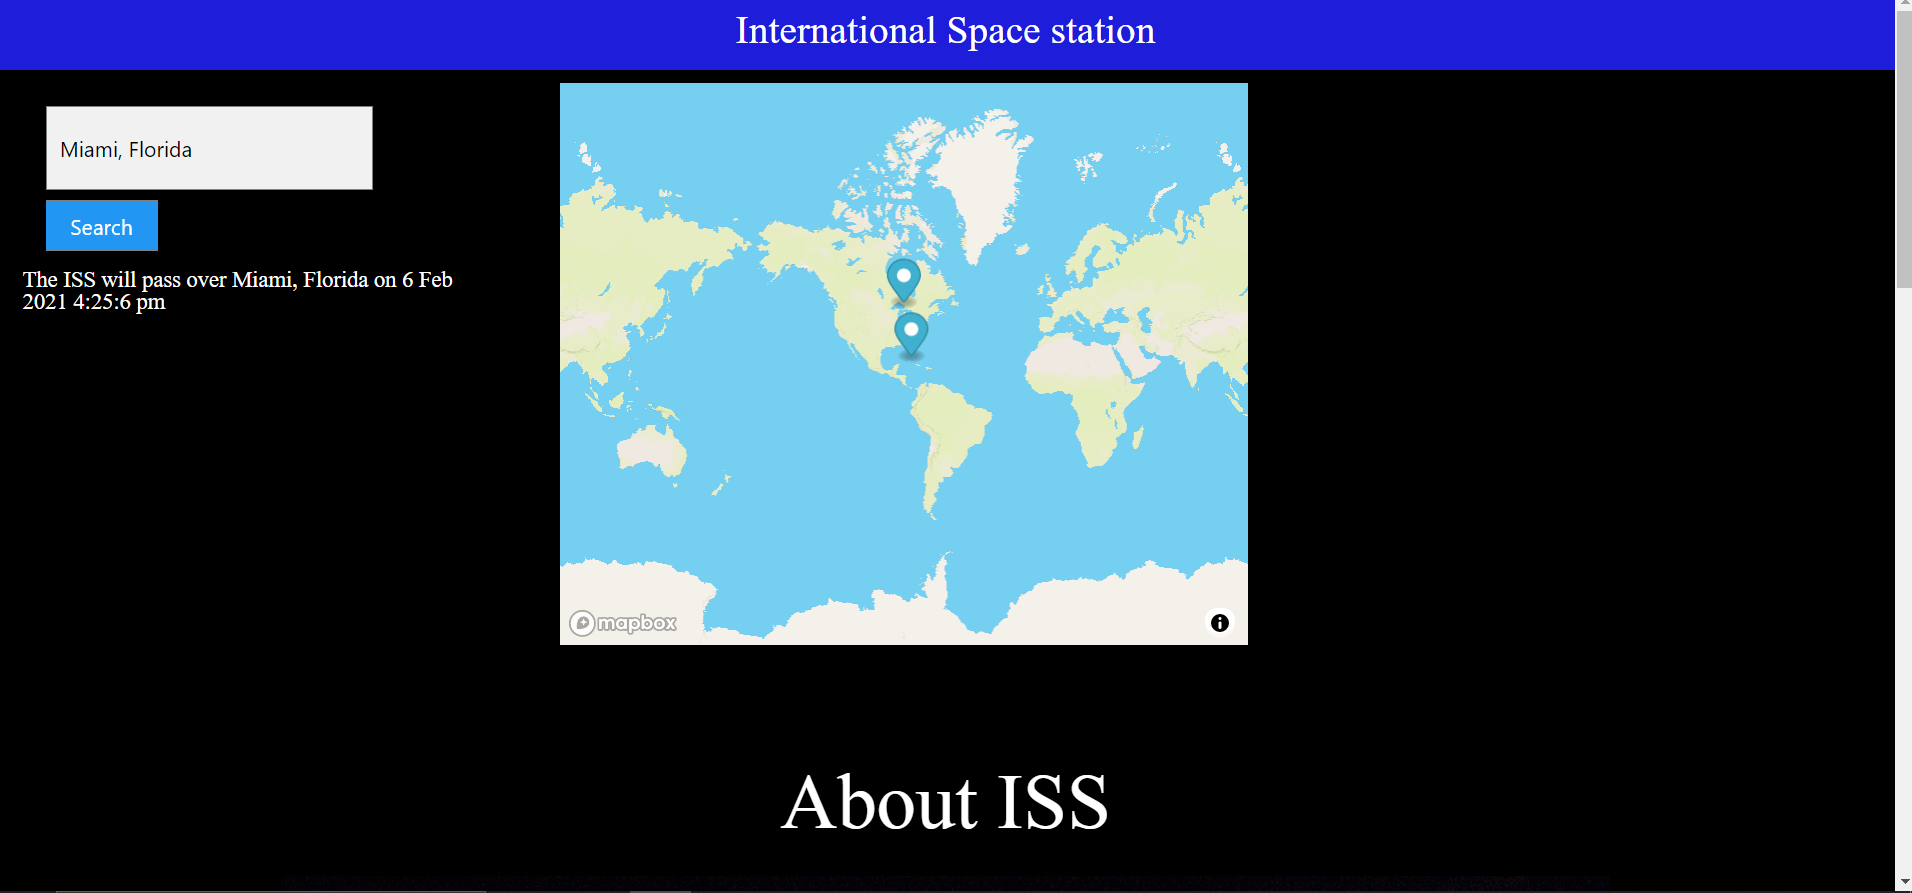 International Space station
Miami, Florida
Search
The ISS will pass over Miami, Florida on 6 Feb
2021 4:25:6 pm
mapbox
About ISS